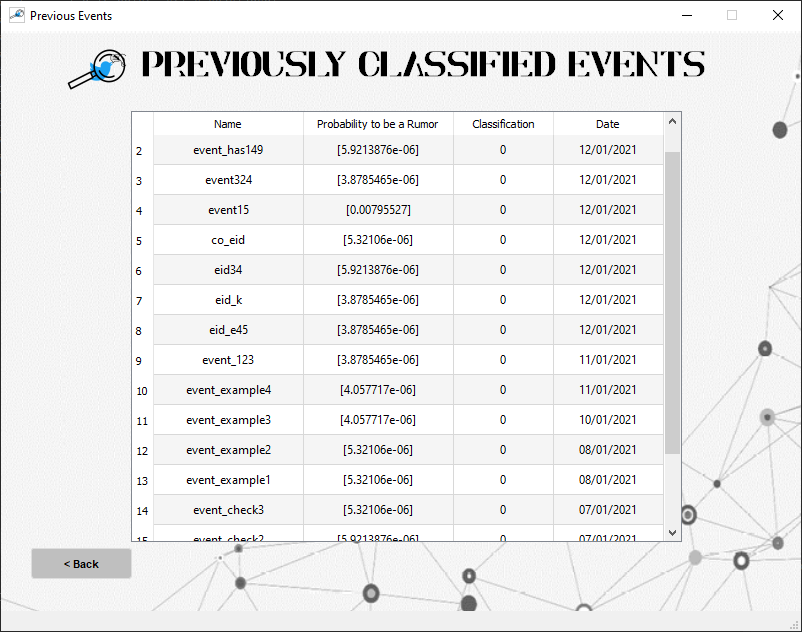 Previous Events
PREVIOUSLY CLASSIFIED EVENTS
Name Probability to be a Rumor Classification Date
2 event_has149 [5.9213876e-06] 0 12/01/2021
3 event324 [3.8785465e-06] 0 12/01/2021
4 event15 [0.00795527] 0 12/01/2021
5 co_eid [5.32106e-06] 0 12/01/2021
6 eid34 [5.9213876e-06] 0 12/01/2021
7 eid_k [3.8785465e-06] 0 12/01/2021
8 eid_e45 [3.8785465e-06] 0 12/01/2021
9 event_123 [3.8785465e-06] 0 11/01/2021
10 event_example4 [4.057717e-06] 0 11/01/2021
11 event_example3 [4.057717e-06] 0 10/01/2021
12 event_example2 [5.32106e-06] 0 08/01/2021
13 event_example1 [5.32106e-06] 0 08/01/2021
14 event_check3 [5.32106e-06] 0 07/01/2021
15 event_check2 [5.9213876e-06] 0 07/01/2021
< Back